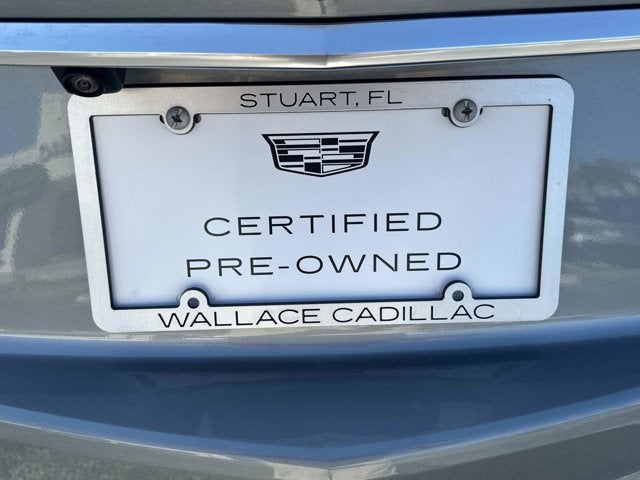 STUART, FL
CERTIFIED
PRE-OWNED
WALLACE CADILLAC